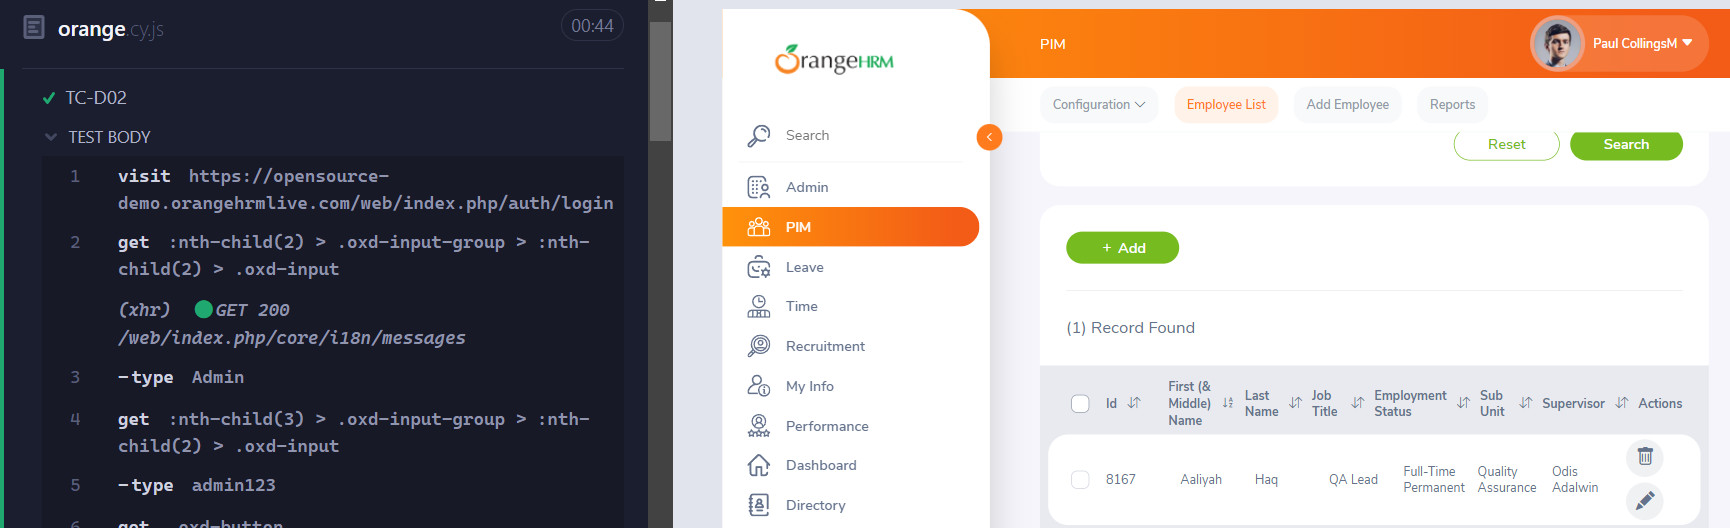 orange.cy.js
00:44
TC-D02
TEST BODY
1 visit https://opensource-
demo.orangehrmlive.com/web/index.php/auth/login
2 get :nth-child(2) > .oxd-input-group > :nth-
child(2) > .oxd-input
(xhr) GET 200
/web/index.php/core/i18n/messages
3 -type Admin
4 get :nth-child(3) > .oxd-input-group > :nth-
child(2) > .oxd-input
5 -type admin123
6 get .oxd-button
OrangeHRM
Search
Admin
PIM
Leave
Time
Recruitment
My Info
Performance
Dashboard
Directory
PIM
Paul CollingsM
Configuration
Employee List
Add Employee
Reports
Reset
Search
+ Add
(1) Record Found
Id
First (&
Middle)
Name
Last
Name
Job
Title
Employment
Status
Sub
Unit
Supervisor
Actions
8167
Aaliyah
Haq
QA Lead
Full-Time
Permanent
Quality
Assurance
Odis
Adalwin